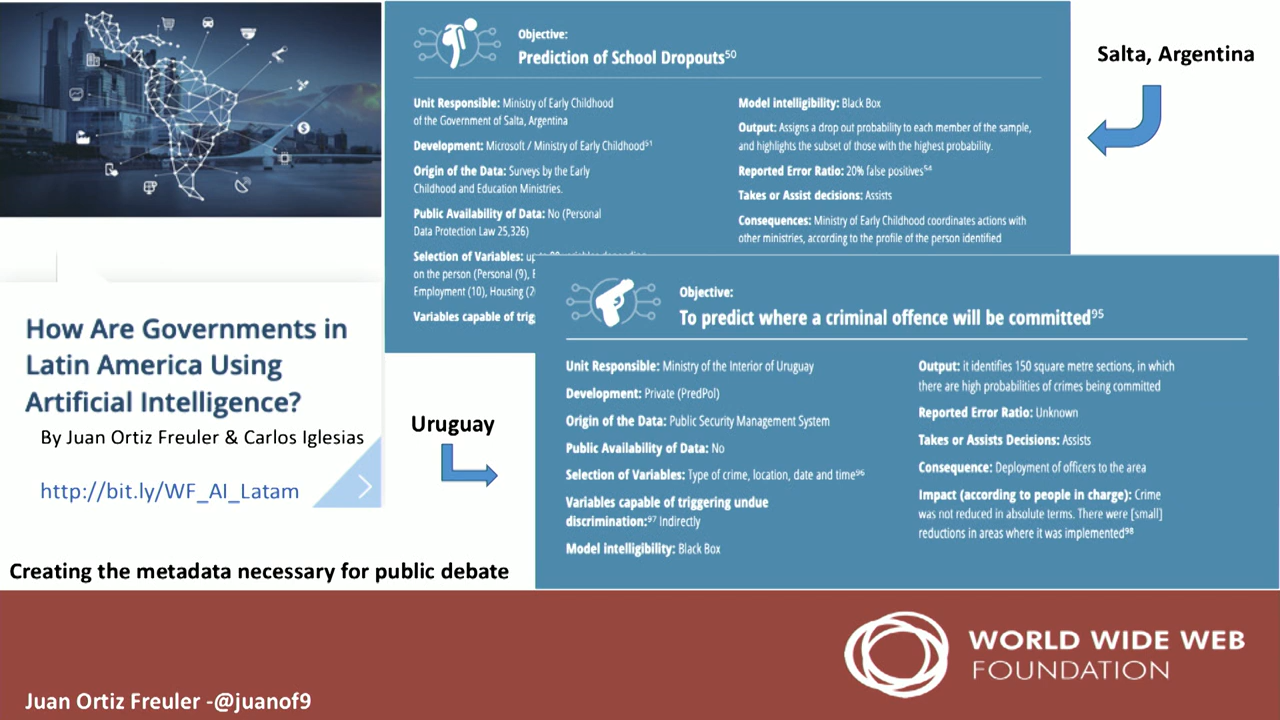 Objective:
Prediction of School Dropouts50
Unit Responsible: Ministry of Early Childhood
of the Government of Salta, Argentina
Development: Microsoft / Ministry of Early Childhood51
Origin of the Data: Surveys by the Early
Childhood and Education Ministries.
Public Availability of Data: No (Personal
Data Protection Law 25,326)
Selection of Variables:
on the person (Personal (9),
Employment (10), Housing
Variables capable of
Model intelligibility: Black Box
Output: Assigns a drop out probability to each member of the sample,
and highlights the subset of those with the highest probability.
Reported Error Ratio: 20% false positives54
Takes or Assist decisions: Assists
Consequences: Ministry of Early Childhood coordinates actions with
other ministries, according to the profile of the person identified
Salta, Argentina
How Are Governments in
Latin America Using
Artificial Intelligence?
By Juan Ortiz Freuler & Carlos Iglesias
http://bit.ly/WF_AI_Latam
Uruguay
Objective:
To predict where a criminal offence will be committed95
Unit Responsible: Ministry of the Interior of Uruguay
Development: Private (PredPol)
Origin of the Data: Public Security Management System
Public Availability of Data: No
Selection of Variables: Type of crime, location, date and time96
Variables capable of triggering undue
discrimination:97 Indirectly
Model intelligibility: Black Box
Output: it identifies 150 square metre sections, in which
there are high probabilities of crimes being committed
Reported Error Ratio: Unknown
Takes or Assists Decisions: Assists
Consequence: Deployment of officers to the area
Impact (according to people in charge): Crime
was not reduced in absolute terms. There were [small]
reductions in areas where it was implemented98
Creating the metadata necessary for public debate
WORLD WIDE WEB
FOUNDATION
Juan Ortiz Freuler -@juanof9